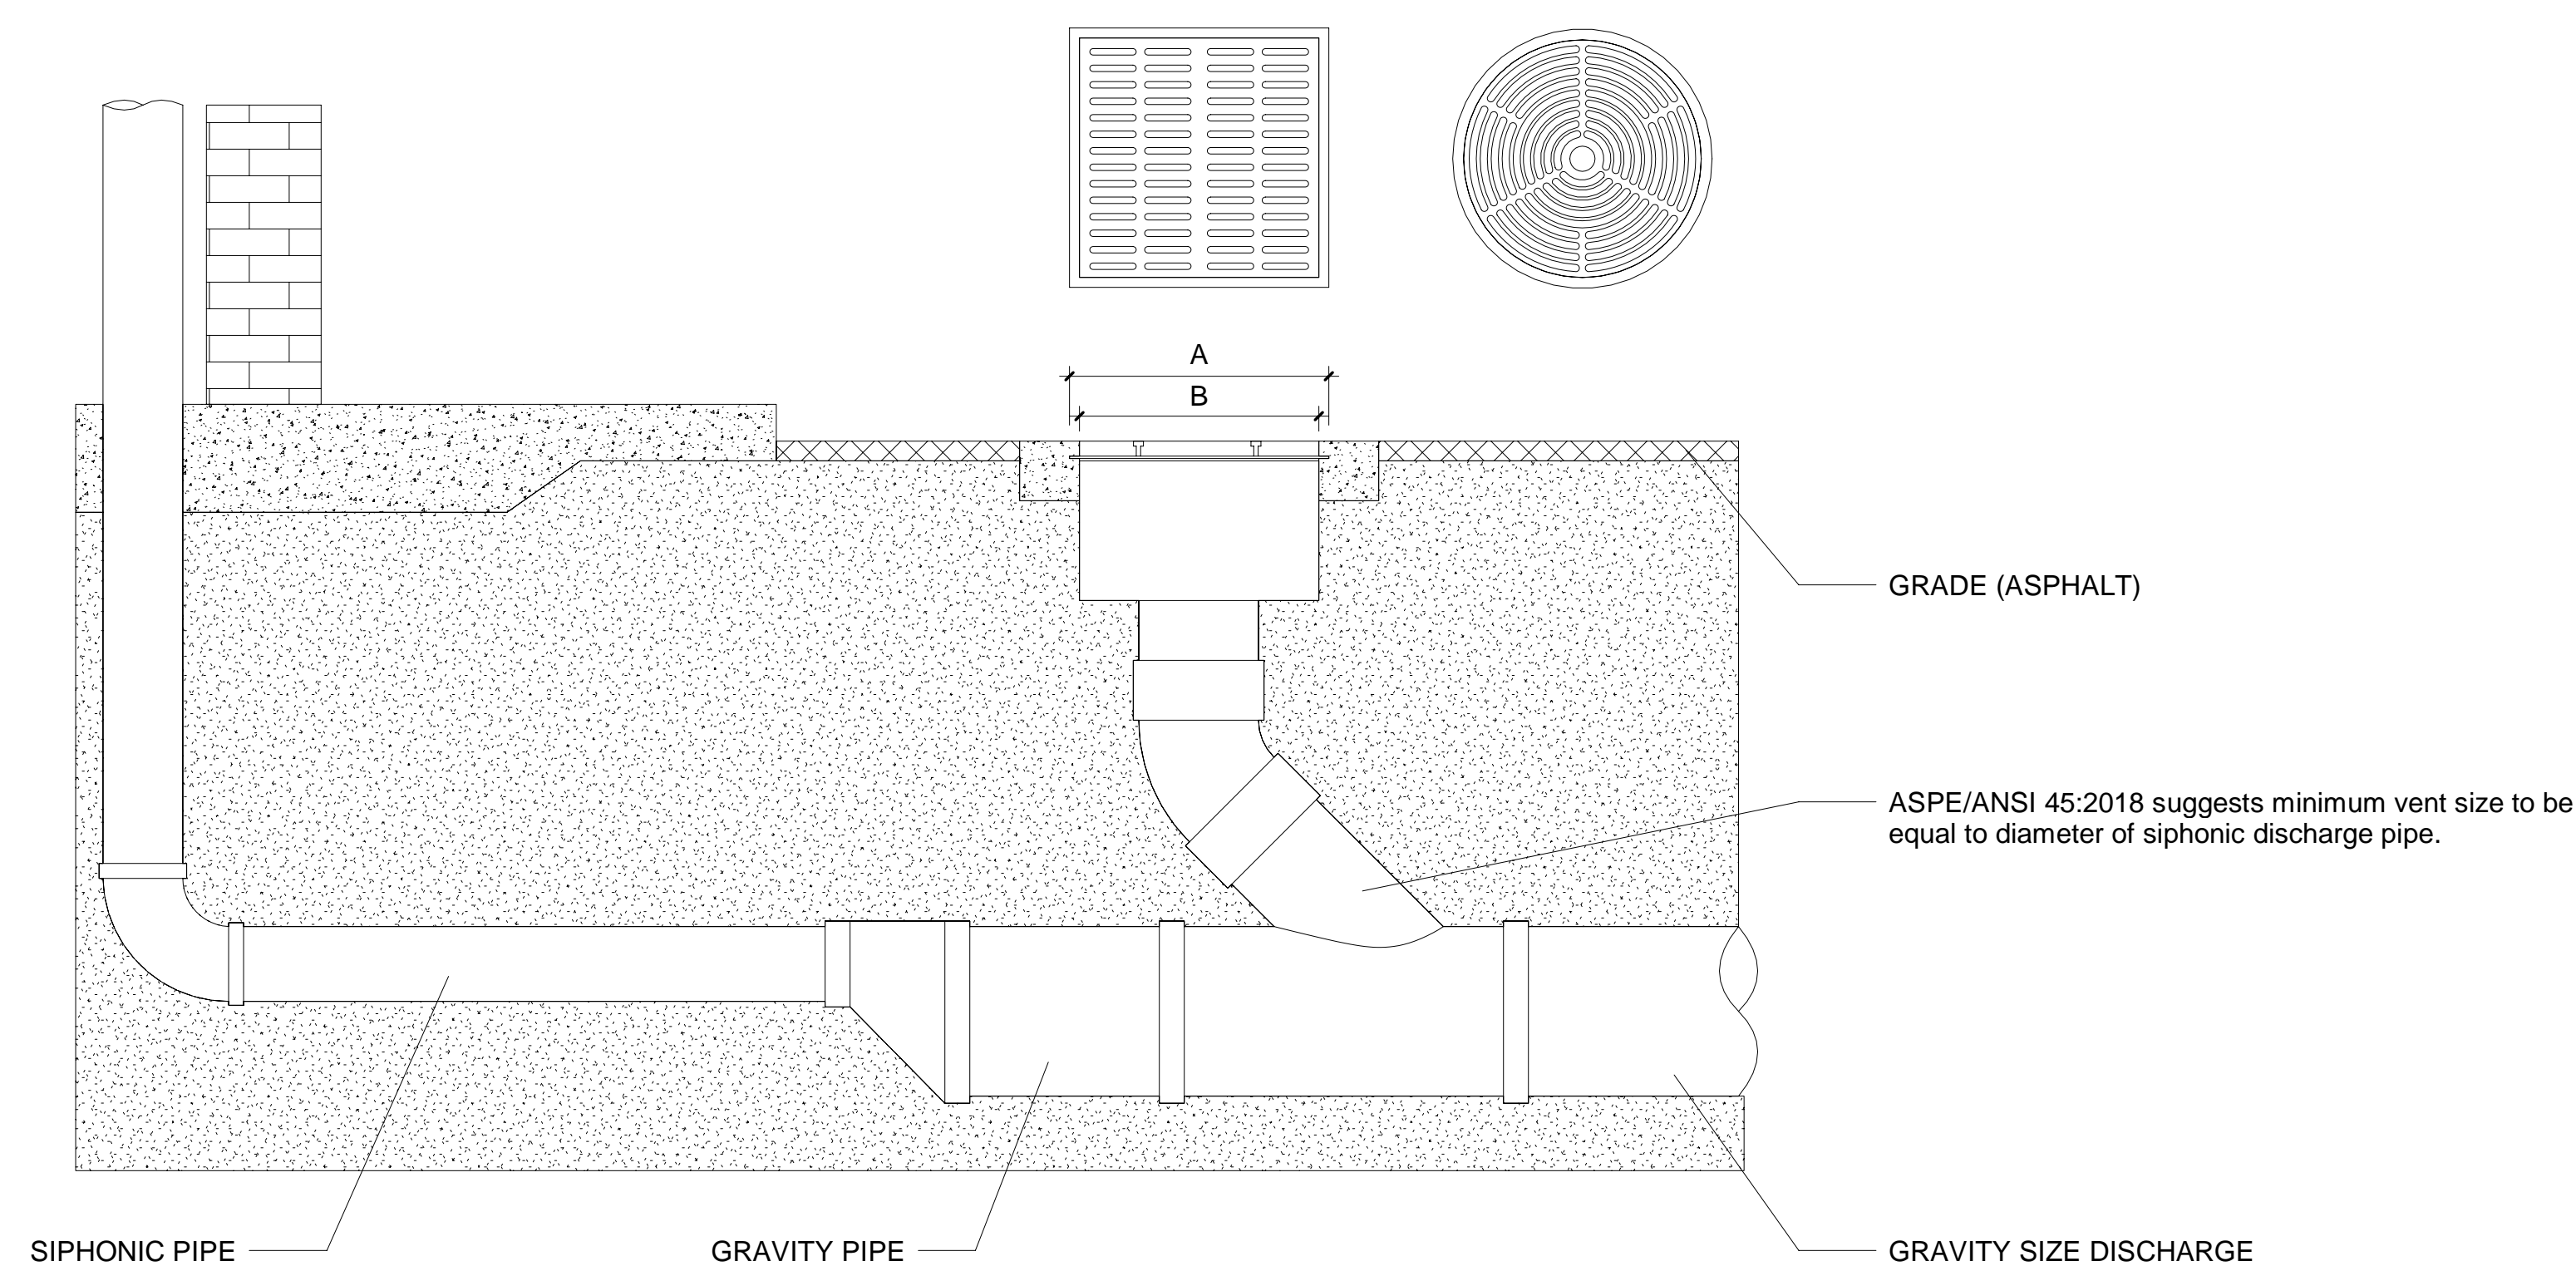 A
B
GRADE (ASPHALT)
ASPE/ANSI 45:2018 suggests minimum vent size to be
equal to diameter of siphonic discharge pipe.
SIPHONIC PIPE
GRAVITY PIPE
GRAVITY SIZE DISCHARGE